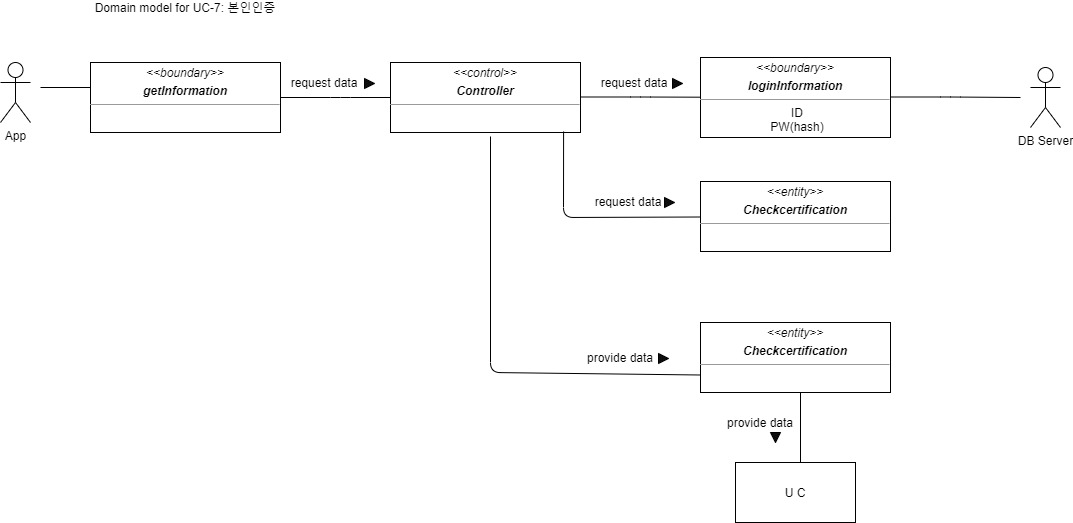 Domain model for UC-7: 본인인증
App
<<boundary>>
getInformation
request data
<<control>>
Controller
request data
<<boundary>>
loginInformation
ID
PW(hash)
DB Server
request data
<<entity>>
Checkcertification
provide data
<<entity>>
Checkcertification
provide data
U C